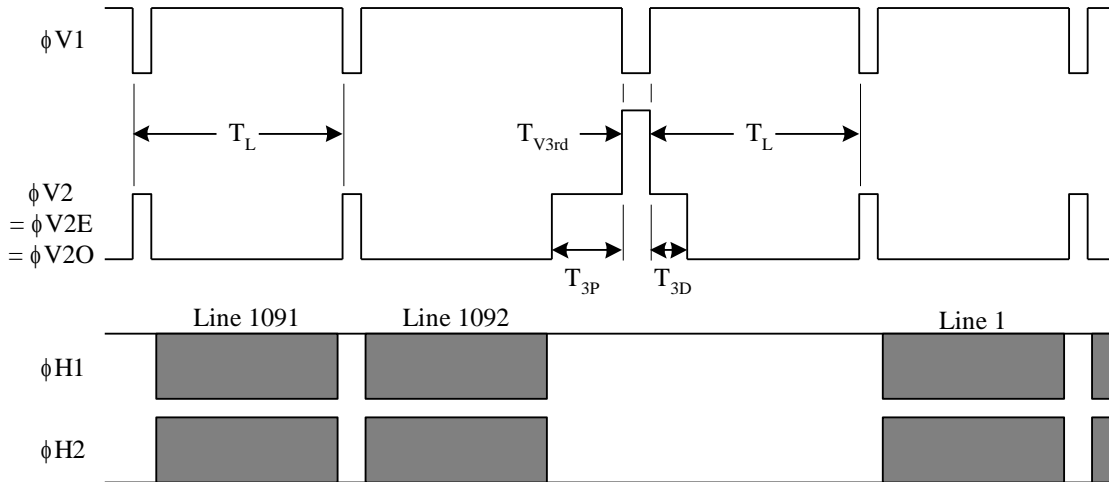 ϕV1
T_L
T_V3rd
T_L
ϕV2
= ϕV2E
= ϕV2O
T_3P
T_3D
Line 1091
Line 1092
Line 1
ϕH1
ϕH2